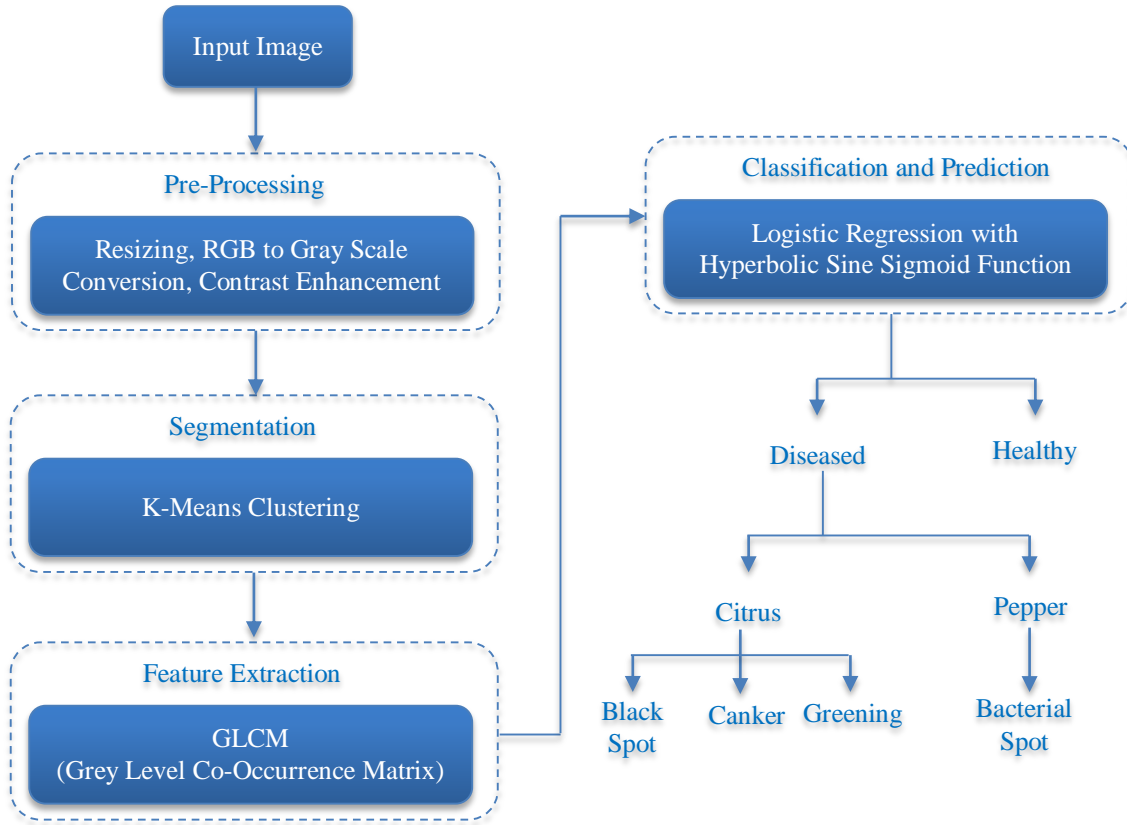 Input Image
Pre-Processing
Resizing, RGB to Gray Scale
Conversion, Contrast Enhancement
Segmentation
K-Means Clustering
Feature Extraction
GLCM
(Grey Level Co-Occurrence Matrix)
Classification and Prediction
Logistic Regression with
Hyperbolic Sine Sigmoid Function
Diseased
Healthy
Citrus
Pepper
Black
Spot
Canker
Greening
Bacterial
Spot